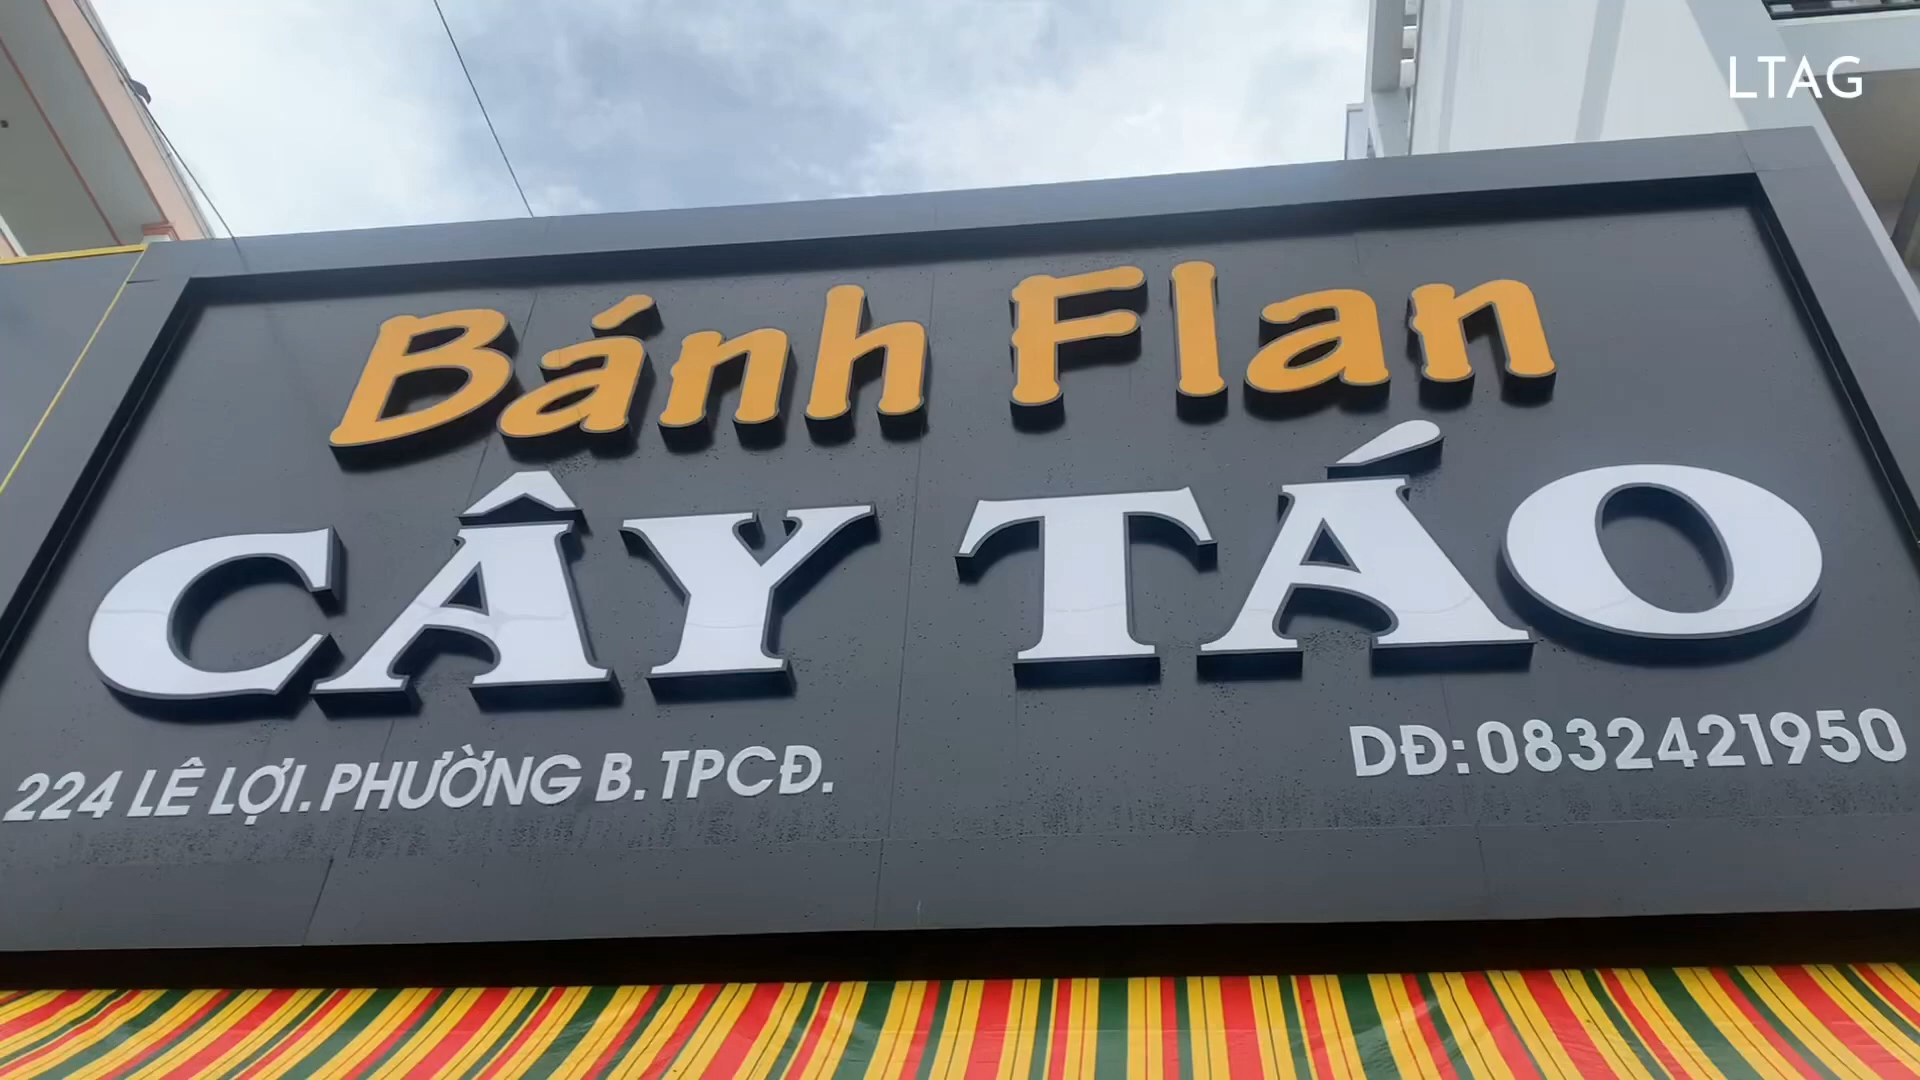 LTAG
Bánh Flan
CÂY TÁO
224 LÊ LỢI. PHƯỜNG B. TPCĐ.
DĐ: 0832421950